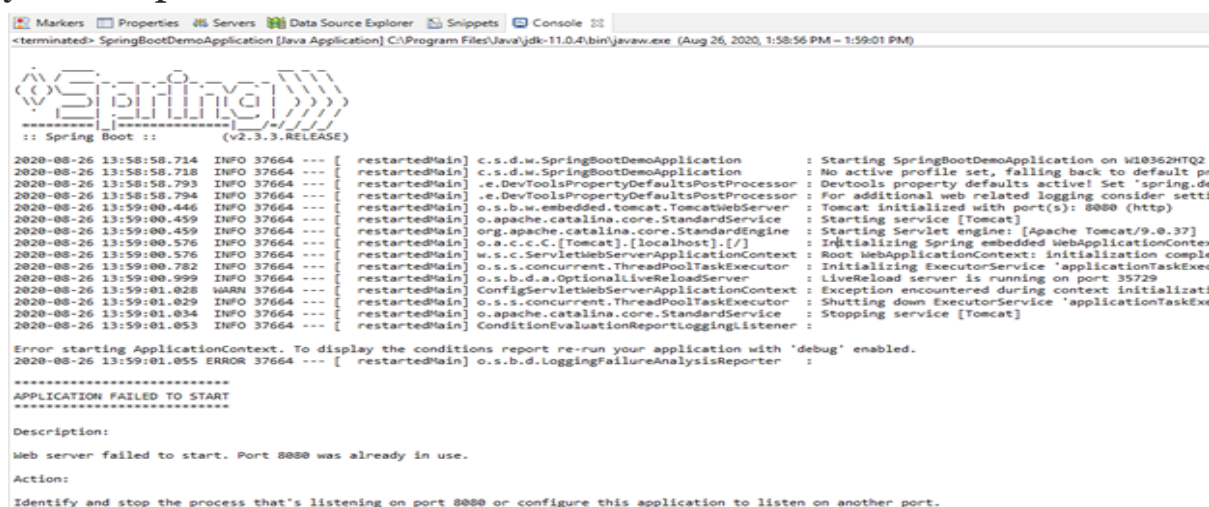 Markers Properties Servers Data Source Explorer Snippets Console
<terminated> SpringBootDemoApplication [Java Application] C:\Program Files\Java\jdk-11.0.4\bin\javaw.exe (Aug 26, 2020, 1:58:56 PM – 1:59:01 PM)
Spring
:: Spring Boot :: (v2.3.3.RELEASE)
2020-08-26 13:58:58.714 INFO 37664 --- [ restartedMain] c.s.d.w.SpringBootDemoApplication : Starting SpringBootDemoApplication on W10362HTQ2
2020-08-26 13:58:58.718 INFO 37664 --- [ restartedMain] c.s.d.w.SpringBootDemoApplication : No active profile set, falling back to default pr
2020-08-26 13:58:58.793 INFO 37664 --- [ restartedMain] .e.DevToolsPropertyDefaultsPostProcessor : Devtools property defaults active! Set 'spring.de
2020-08-26 13:58:58.794 INFO 37664 --- [ restartedMain] .e.DevToolsPropertyDefaultsPostProcessor : For additional web related logging consider setti
2020-08-26 13:59:00.446 INFO 37664 --- [ restartedMain] o.s.b.w.embedded.tomcat.TomcatWebServer : Tomcat initialized with port(s): 8080 (http)
2020-08-26 13:59:00.459 INFO 37664 --- [ restartedMain] o.apache.catalina.core.StandardService : Starting service [Tomcat]
2020-08-26 13:59:00.459 INFO 37664 --- [ restartedMain] org.apache.catalina.core.StandardEngine : Starting Servlet engine: [Apache Tomcat/9.0.37]
2020-08-26 13:59:00.576 INFO 37664 --- [ restartedMain] o.a.c.c.C.[Tomcat].[localhost].[/] : Initializing Spring embedded WebApplicationContex
2020-08-26 13:59:00.576 INFO 37664 --- [ restartedMain] w.s.c.ServletWebServerApplicationContext : Root WebApplicationContext: initialization comple
2020-08-26 13:59:00.782 INFO 37664 --- [ restartedMain] o.s.s.concurrent.ThreadPoolTaskExecutor : Initializing ExecutorService 'applicationTaskExec
2020-08-26 13:59:00.999 INFO 37664 --- [ restartedMain] o.s.b.d.a.OptionalLiveReloadServer : LiveReload server is running on port 35729
2020-08-26 13:59:01.028 WARN 37664 --- [ restartedMain] ConfigServletWebServerApplicationContext : Exception encountered during context initializati
2020-08-26 13:59:01.029 INFO 37664 --- [ restartedMain] o.s.s.concurrent.ThreadPoolTaskExecutor : Shutting down ExecutorService 'applicationTaskExe
2020-08-26 13:59:01.034 INFO 37664 --- [ restartedMain] o.apache.catalina.core.StandardService : Stopping service [Tomcat]
2020-08-26 13:59:01.053 INFO 37664 --- [ restartedMain] ConditionEvaluationReportLoggingListener :
Error starting ApplicationContext. To display the conditions report re-run your application with 'debug' enabled.
2020-08-26 13:59:01.055 ERROR 37664 --- [ restartedMain] o.s.b.d.LoggingFailureAnalysisReporter :
***************************
APPLICATION FAILED TO START
***************************
Description:
Web server failed to start. Port 8080 was already in use.
Action:
Identify and stop the process that's listening on port 8080 or configure this application to listen on another port.